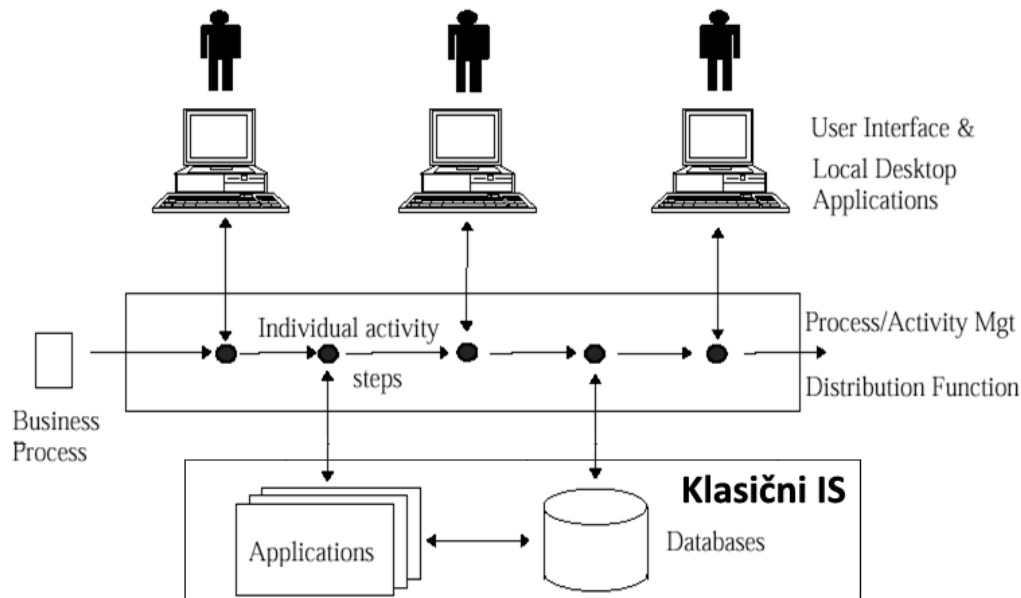 User Interface &
Local Desktop
Applications
Individual activity
steps
Process/Activity Mgt
Distribution Function
Business
Process
Klasični IS
Applications
Databases